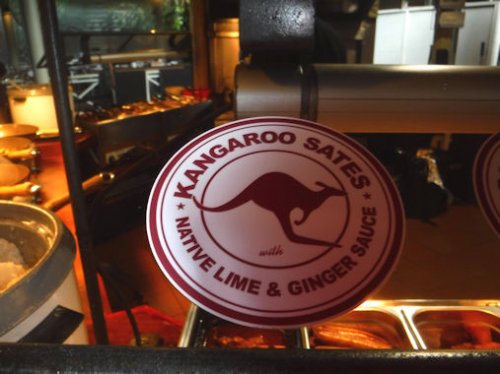 KANGAROO SATES
with
NATIVE LIME & GINGER SAUCE